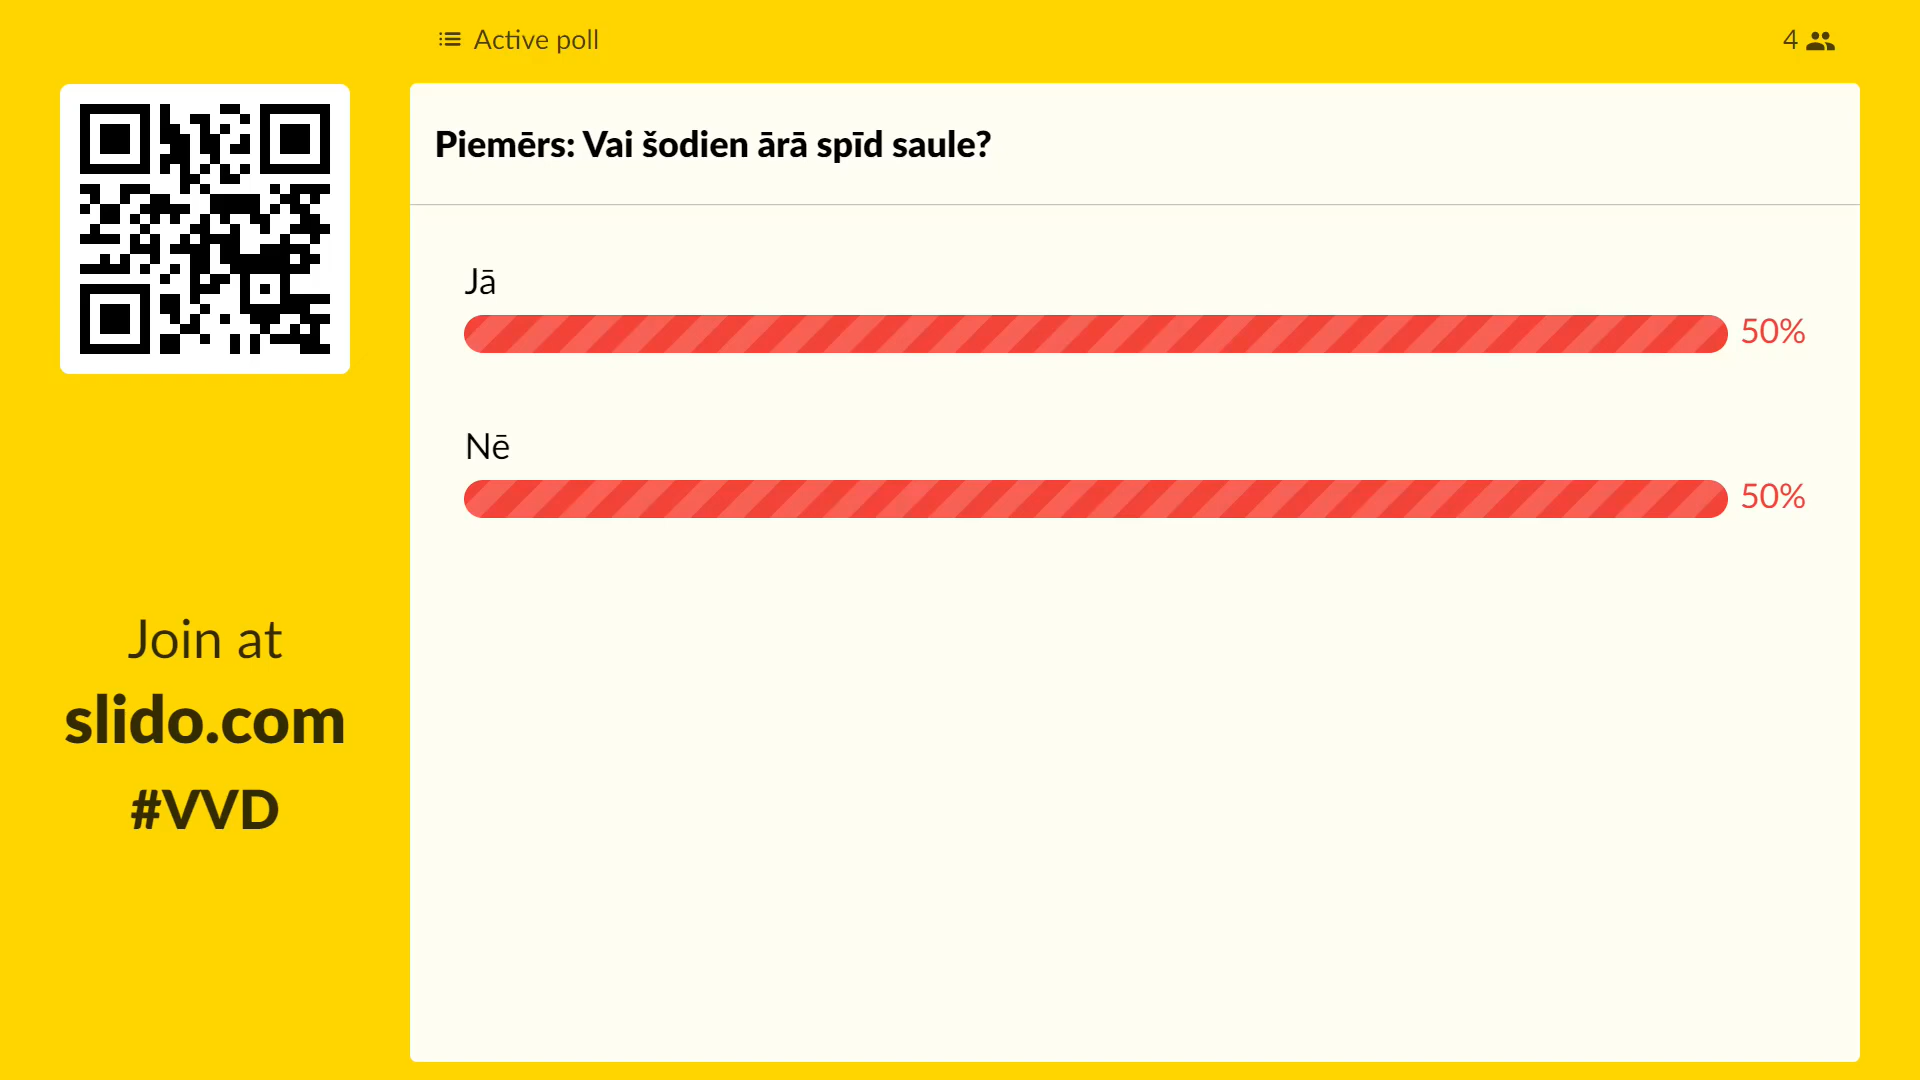 Active poll
4
Piemērs: Vai šodien ārā spīd saule?
Jā
50%
Nē
50%
Join at
slido.com
#VVD